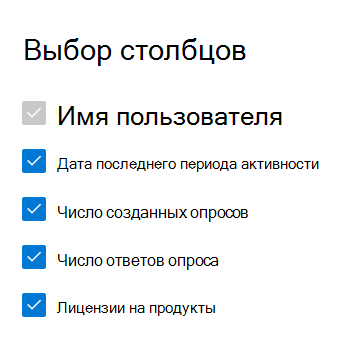 Выбор столбцов
Имя пользователя
Дата последнего периода активности
Число созданных опросов
Число ответов опроса
Лицензии на продукты